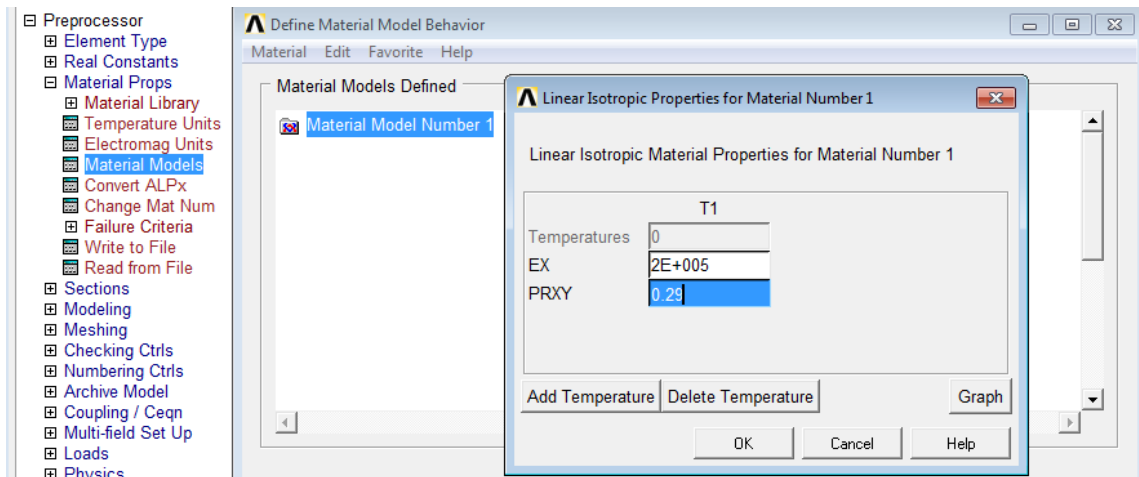 Preprocessor
Element Type
Real Constants
Material Props
Material Library
Temperature Units
Electromag Units
Material Models
Convert ALPx
Change Mat Num
Failure Criteria
Write to File
Read from File
Sections
Modeling
Meshing
Checking Ctrls
Numbering Ctrls
Archive Model
Coupling / Ceqn
Multi-field Set Up
Loads
Physics
Define Material Model Behavior
Material Edit Favorite Help
Material Models Defined
Material Model Number 1
Linear Isotropic Properties for Material Number 1
Linear Isotropic Material Properties for Material Number 1
T1
Temperatures 0
EX 2E+005
PRXY 0.29
Add Temperature Delete Temperature Graph
OK Cancel Help